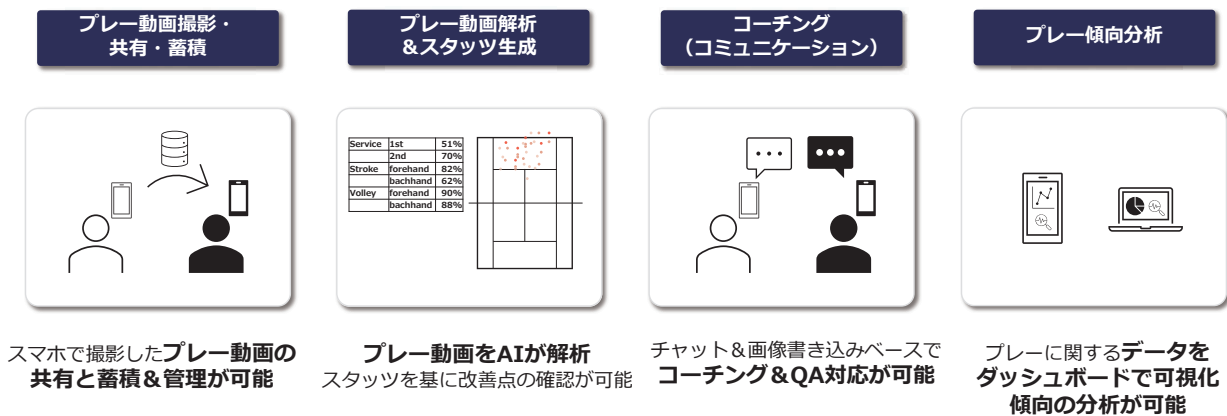 プレー動画撮影・
共有・蓄積
プレー動画解析
&スタッツ生成
コーチング
（コミュニケーション）
プレー傾向分析
Service 1st 51%
2nd 70%
Stroke forehand 82%
bachhand 62%
Volley forehand 90%
bachhand 88%
スマホで撮影したプレー動画の
共有と蓄積&管理が可能
プレー動画をAIが解析
スタッツを基に改善点の確認が可能
チャット&画像書き込みベースで
コーチング&QA対応が可能
プレーに関するデータを
ダッシュボードで可視化
傾向の分析が可能